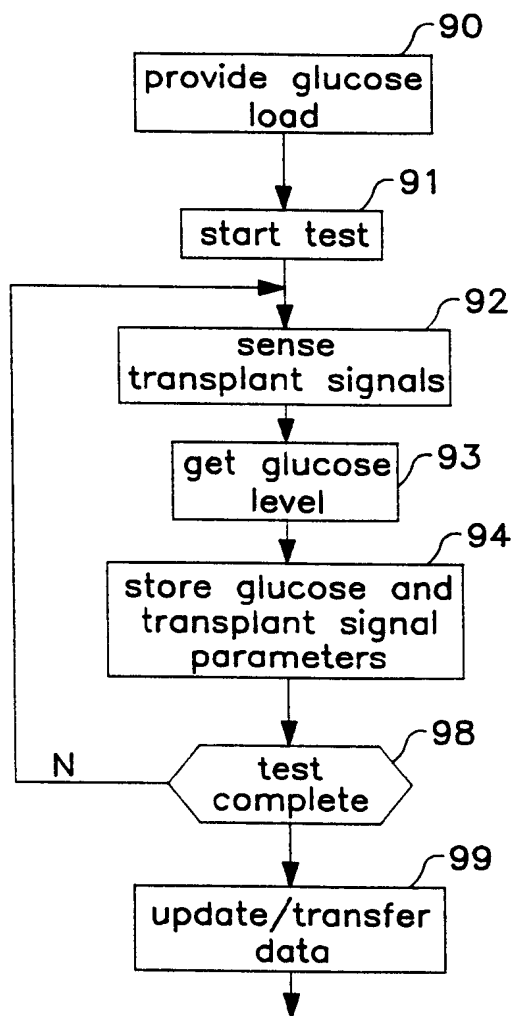 90
provide glucose
load
91
start test
92
sense
transplant signals
93
get glucose
level
94
store glucose and
transplant signal
parameters
98
N
test
complete
99
update/transfer
data